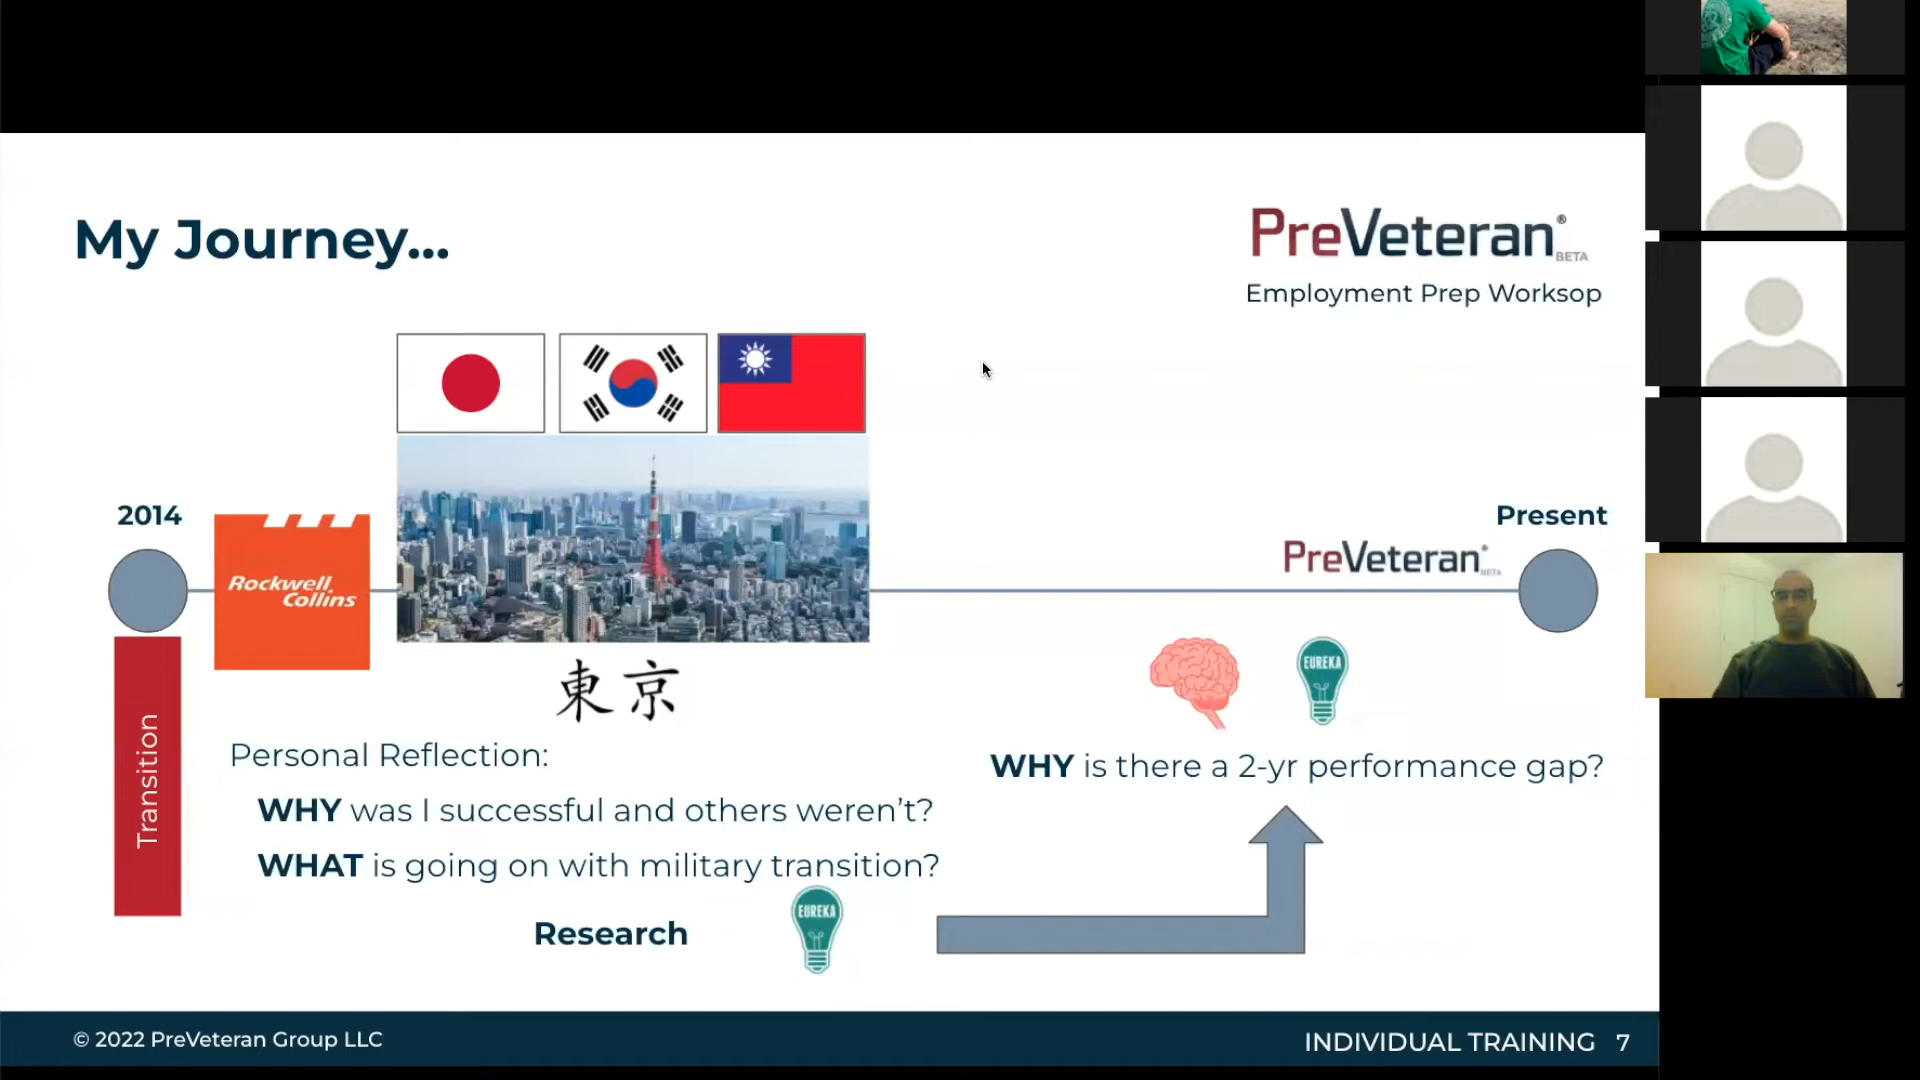 My Journey...
PreVeteran®
BETA
Employment Prep Worksop
2014
Rockwell
Collins
Present
PreVeteran®
BETA
東京
EUREKA
Transition
Personal Reflection:
WHY was I successful and others weren't?
WHAT is going on with military transition?
WHY is there a 2-yr performance gap?
Research
EUREKA
© 2022 PreVeteran Group LLC
INDIVIDUAL TRAINING 7